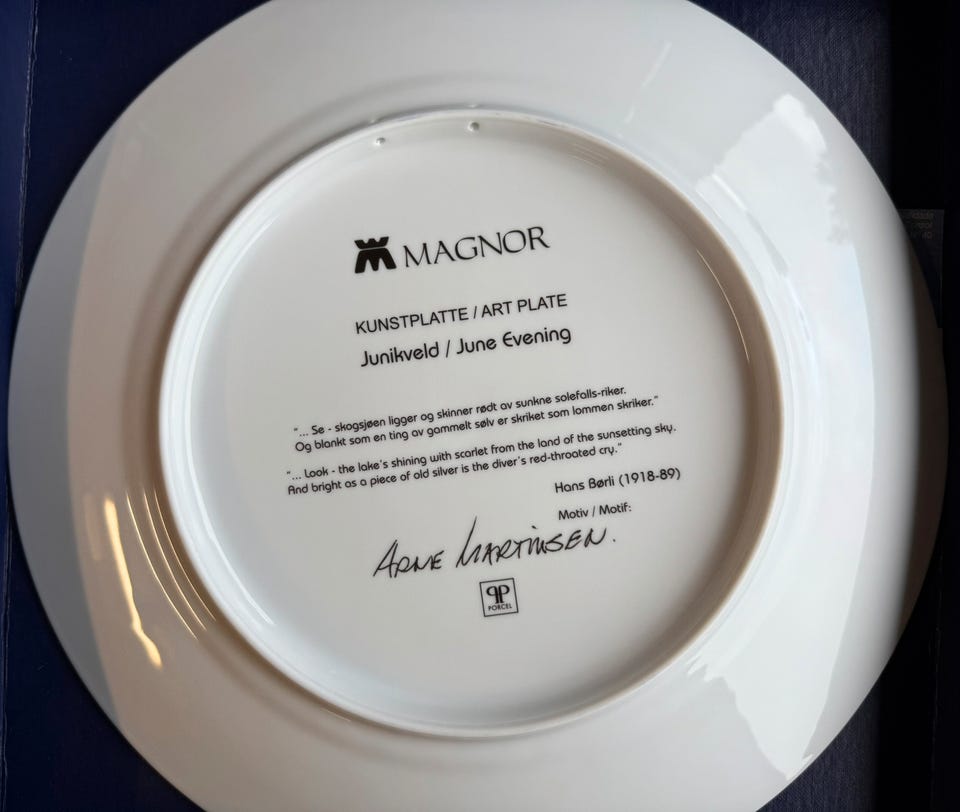 MAGNOR
KUNSTPLATTE / ART PLATE
Junikveld / June Evening
"... Se - skogsjøen ligger og skinner rødt av sunkne solefalls-riker.
Og blankt som en ting av gammelt sølv er skriket som lommen skriker."
"... Look - the lake's shining with scarlet from the land of the sunsetting sky.
And bright as a piece of old silver is the diver's red-throated cry."
Hans Børli (1918-89)
Motiv / Motif:
ARNE MARTINSEN.
PORCEL